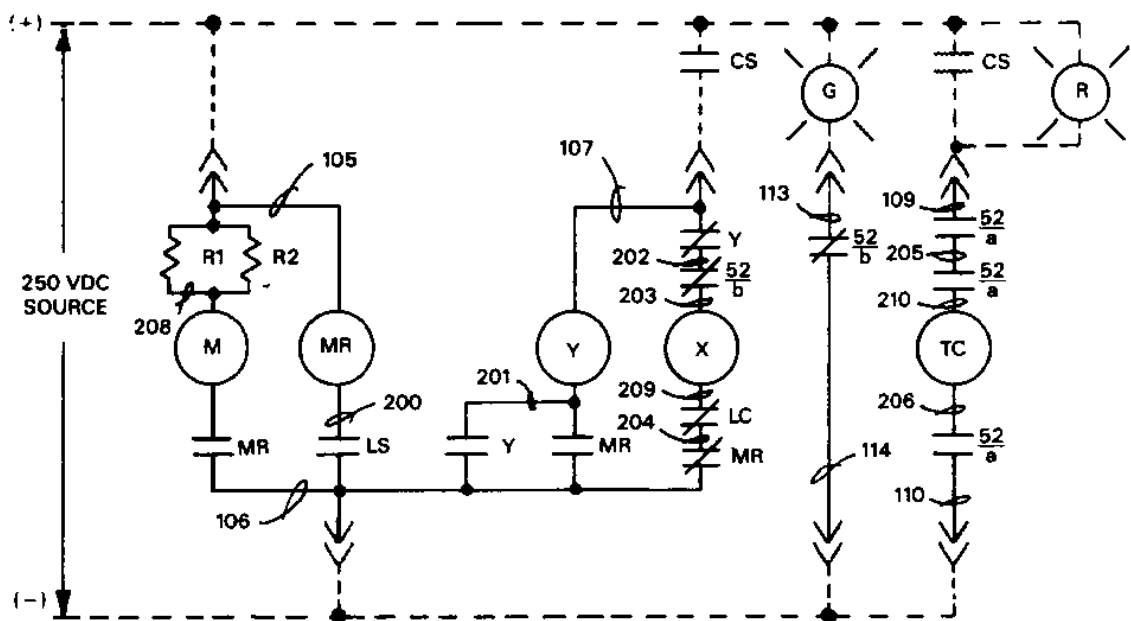 (+)
CS
G
CS
R
105
107
113
109
52
a
Y
R1
R2
202
52
b
205
52
b
52
a
250 VDC
SOURCE
203
210
208
M
MR
Y
X
TC
201
209
206
200
204
LC
52
a
MR
LS
Y
MR
MR
114
110
106
(-)